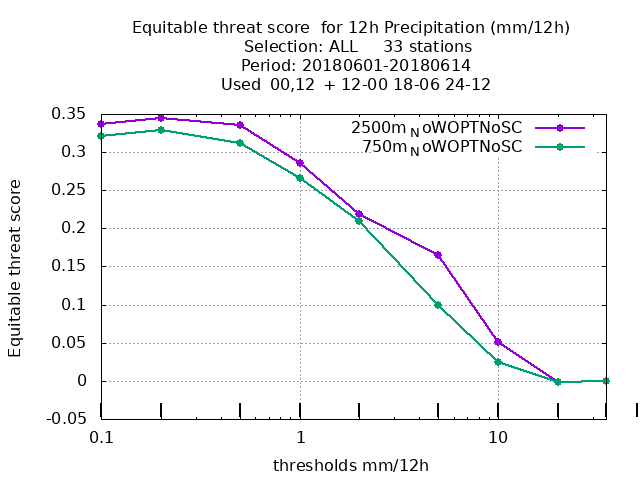 Equitable threat score  for 12h Precipitation (mm/12h)
Selection: ALL     33 stations
Period: 20180601-20180614
Used  00,12  + 12-00 18-06 24-12
2500m_NoWOPTNoSC
750m_NoWOPTNoSC
Equitable threat score
0.35
0.3
0.25
0.2
0.15
0.1
0.05
0
-0.05
0.1 1 10
thresholds mm/12h